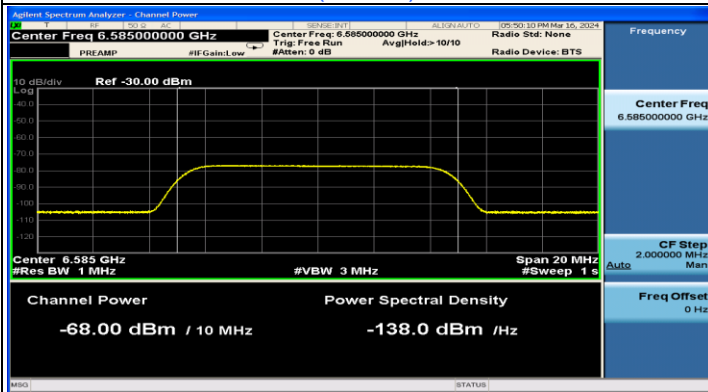 Agilent Spectrum Analyzer - Channel Power
T RF 50 Ω AC SENSE:INT ALIGNAUTO 05:50:10 PM Mar 16, 2024
Center Freq 6.585000000 GHz
Center Freq: 6.585000000 GHz
Radio Std: None
Trig: Free Run Avg|Hold:>10/10
PREAMP #IFGain:Low #Atten: 0 dB Radio Device: BTS
Frequency
10 dB/div Ref -30.00 dBm
Log
-40.0
-50.0
-60.0
-70.0
-80.0
-90.0
-100
-110
-120
Center Freq
6.585000000 GHz
Center 6.585 GHz Span 20 MHz
#Res BW 1 MHz #VBW 3 MHz #Sweep 1 s
CF Step
2.000000 MHz
Auto Man
Channel Power Power Spectral Density
-68.00 dBm / 10 MHz -138.0 dBm /Hz
Freq Offset
0 Hz
MSG STATUS